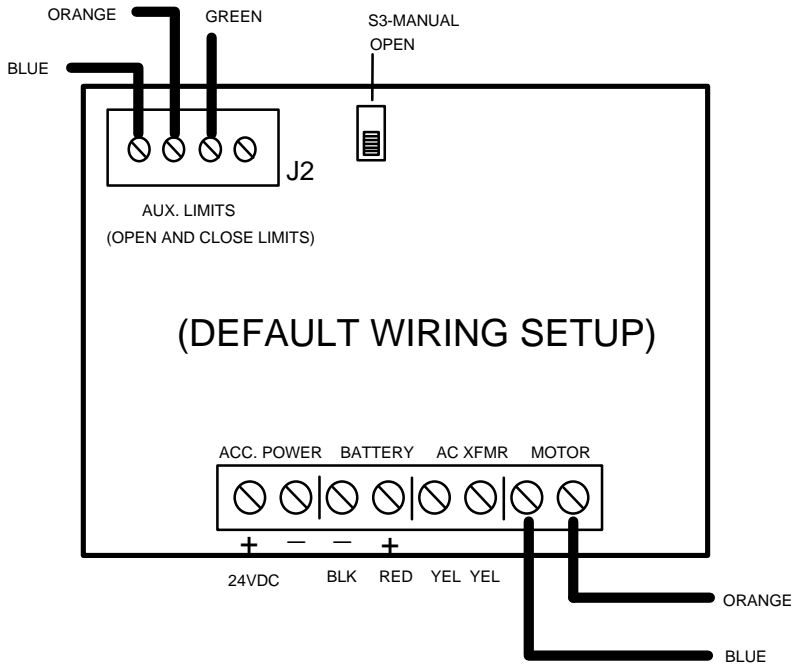 ORANGE
GREEN
S3-MANUAL
OPEN
BLUE
J2
AUX. LIMITS
(OPEN AND CLOSE LIMITS)
(DEFAULT WIRING SETUP)
ACC. POWER BATTERY AC XFMR MOTOR
+ — — +
24VDC BLK RED YEL YEL
ORANGE
BLUE